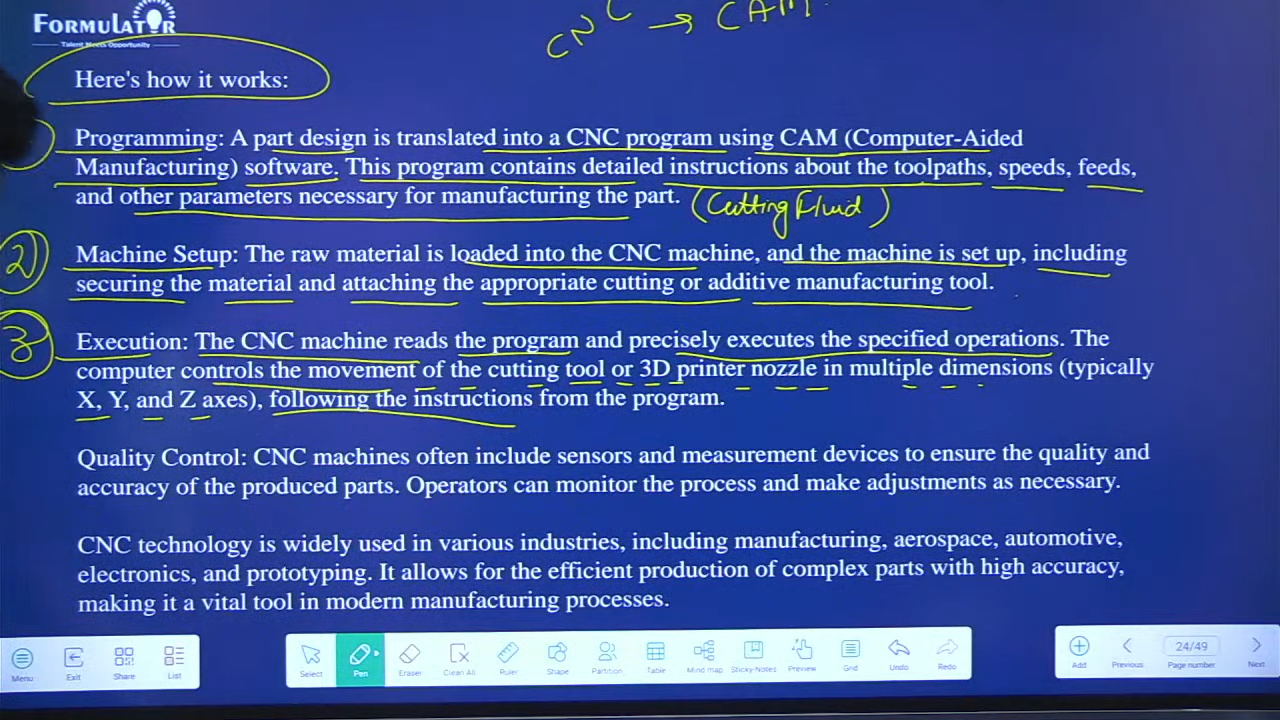 FORMULATOR
Talent Meets Opportunity
CNC → CAM
Here's how it works:
Programming: A part design is translated into a CNC program using CAM (Computer-Aided
Manufacturing) software. This program contains detailed instructions about the toolpaths, speeds, feeds,
and other parameters necessary for manufacturing the part.
(Cutting Fluid)
2)
Machine Setup: The raw material is loaded into the CNC machine, and the machine is set up, including
securing the material and attaching the appropriate cutting or additive manufacturing tool.
3
Execution: The CNC machine reads the program and precisely executes the specified operations. The
computer controls the movement of the cutting tool or 3D printer nozzle in multiple dimensions (typically
X, Y, and Z axes), following the instructions from the program.
Quality Control: CNC machines often include sensors and measurement devices to ensure the quality and
accuracy of the produced parts. Operators can monitor the process and make adjustments as necessary.
CNC technology is widely used in various industries, including manufacturing, aerospace, automotive,
electronics, and prototyping. It allows for the efficient production of complex parts with high accuracy,
making it a vital tool in modern manufacturing processes.
Menu Exit Share List Select Pen Eraser Clean All Ruler Shape Partition Table Mind map Sticky-Notes Preview Grid Undo Redo Add Previous 24/49 Page number Next